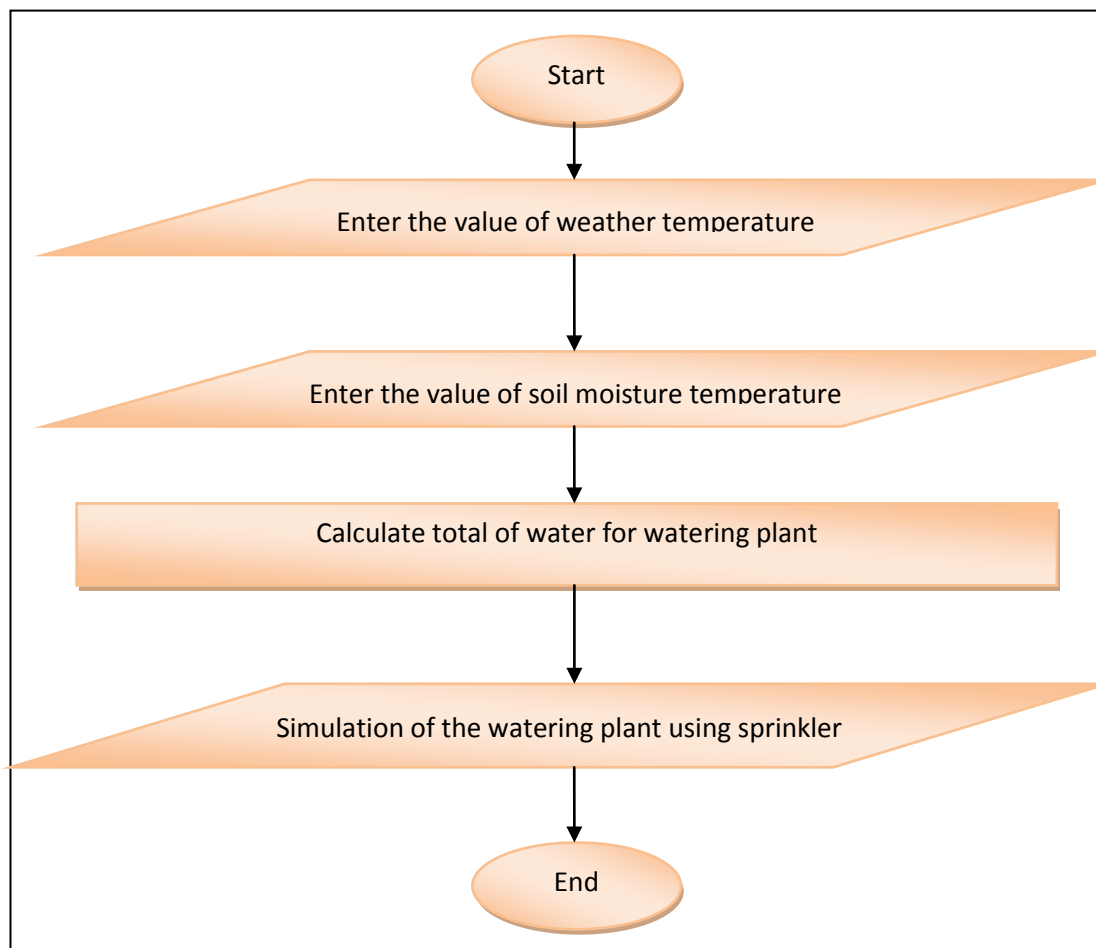 Start
Enter the value of weather temperature
Enter the value of soil moisture temperature
Calculate total of water for watering plant
Simulation of the watering plant using sprinkler
End